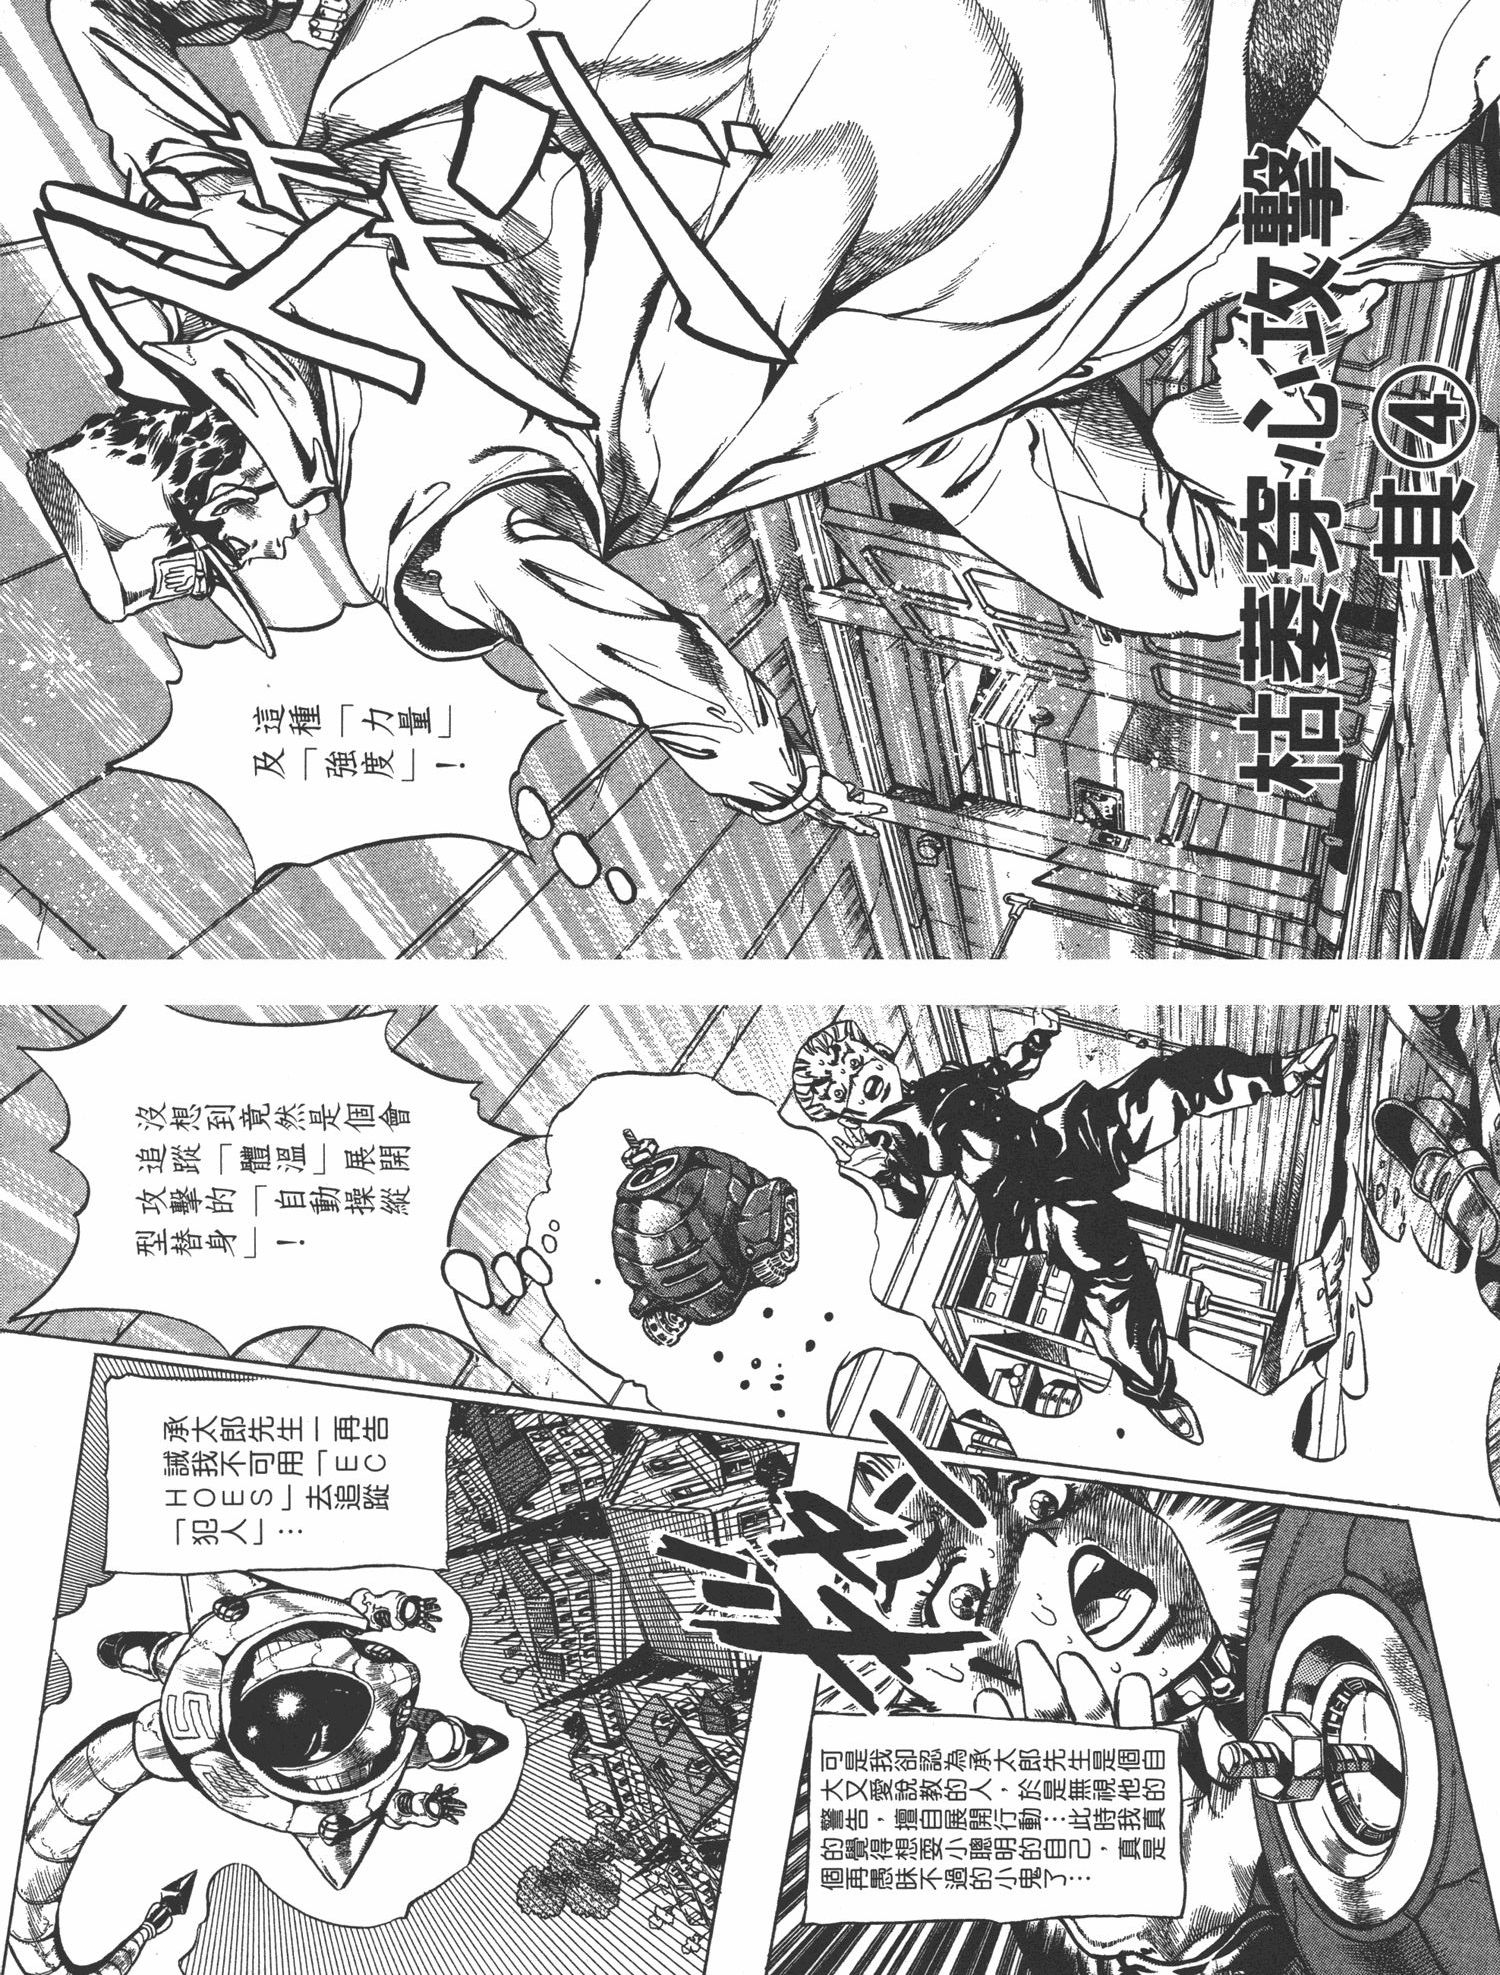 枯萎穿心攻擊
其④
這種「力量」
及「強度」！
沒想到竟然是個會
追蹤「體溫」展開
攻擊的「自動操縱
型替身」！
承太郎先生一再告
誡我不可用「EC
HOES」去追蹤
「犯人」…
可是我卻認為承太郎先生是個自
大又愛說教的人，於是無視他的
警告，擅自展開行動…此時我真
的覺得想耍小聰明的自己，真是
個再愚昧不過的小鬼了…